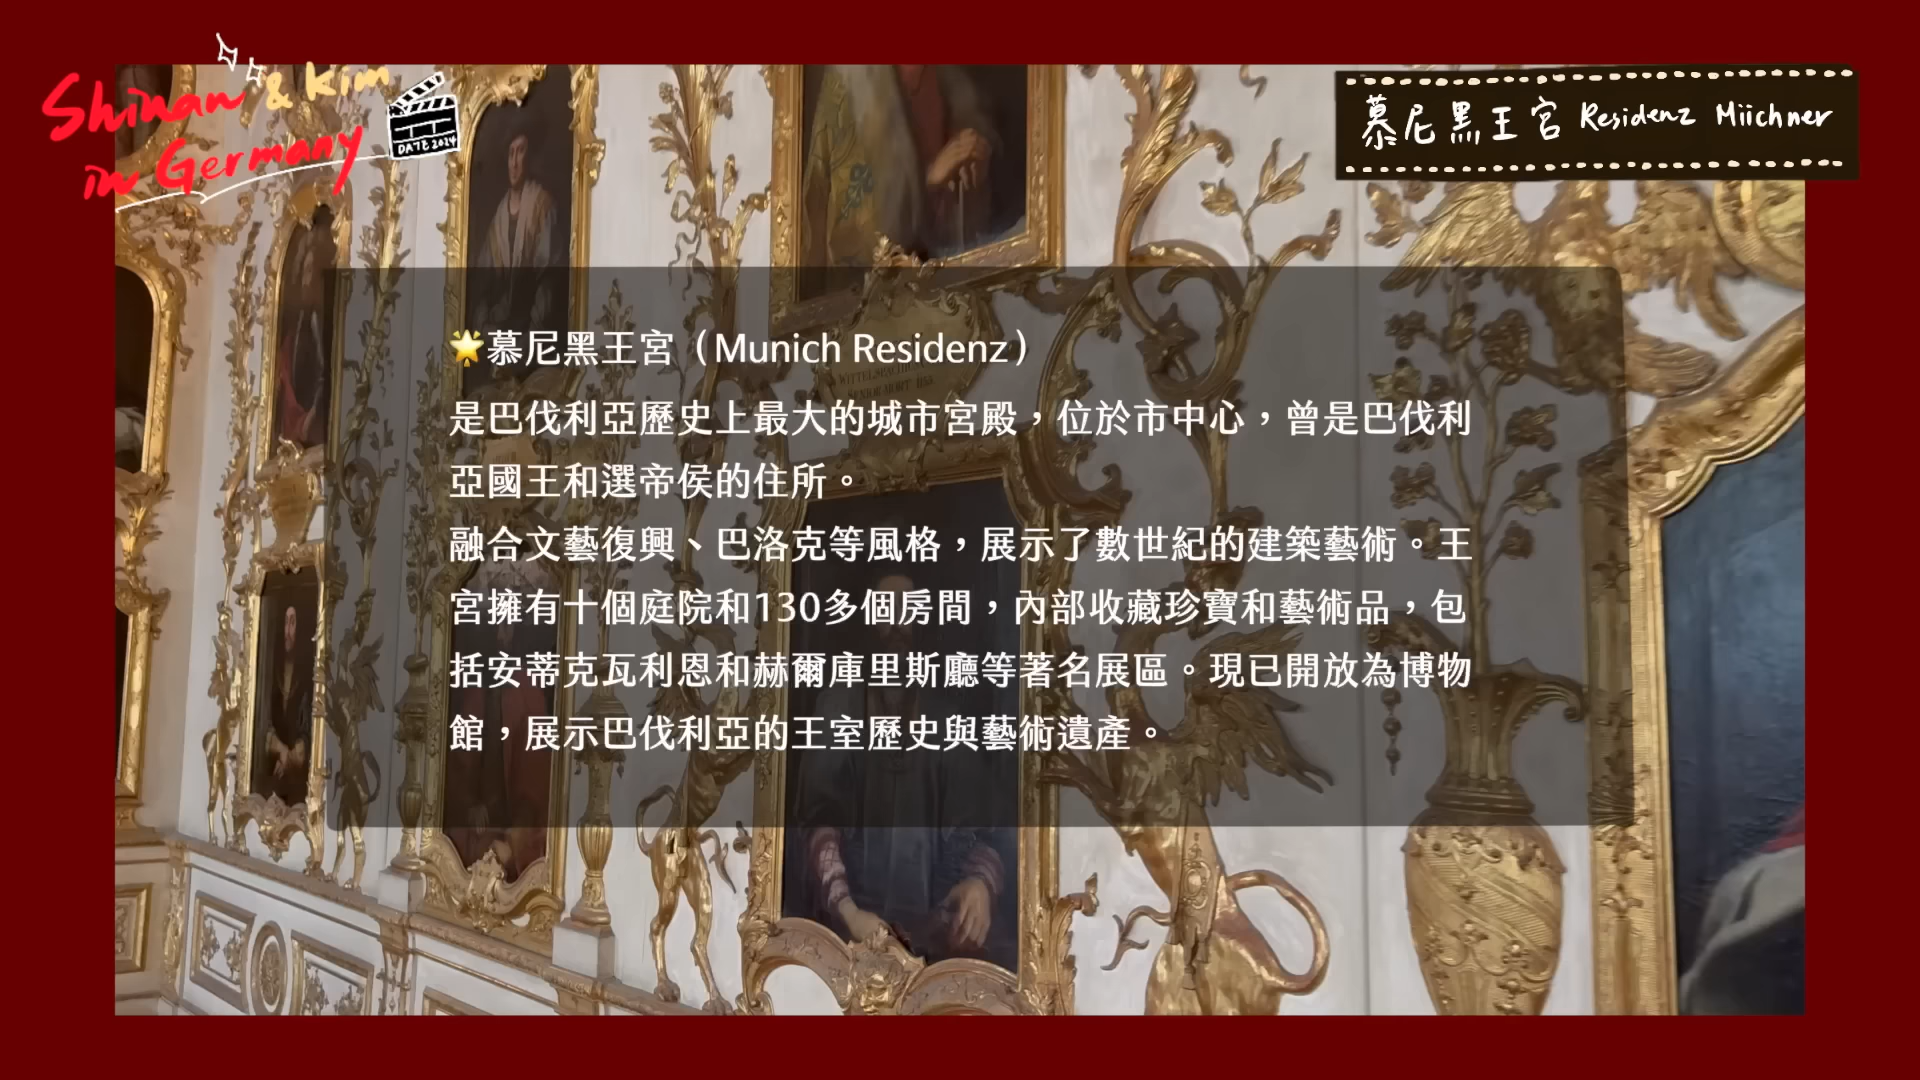 Shinan & Kim
in Germany
DATE 2024
慕尼黑王宮 Residenz Miichner
🌟慕尼黑王宮（Munich Residenz）
是巴伐利亞歷史上最大的城市宮殿，位於市中心，曾是巴伐利
亞國王和選帝侯的住所。
融合文藝復興、巴洛克等風格，展示了數世紀的建築藝術。王
宮擁有十個庭院和130多個房間，內部收藏珍寶和藝術品，包
括安蒂克瓦利恩和赫爾庫里斯廳等著名展區。現已開放為博物
館，展示巴伐利亞的王室歷史與藝術遺產。